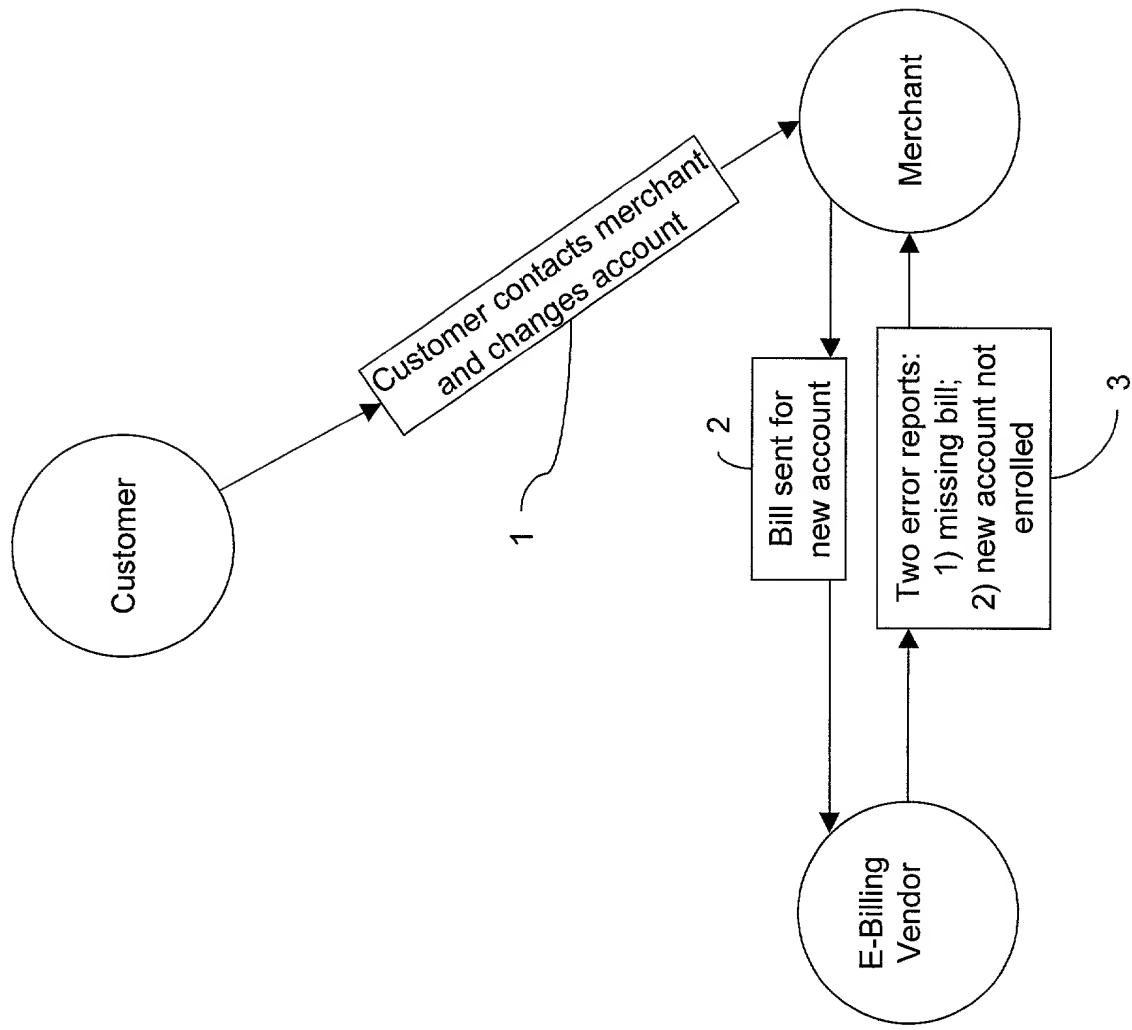 Customer
Customer contacts merchant
and changes account
1
Merchant
Bill sent for
new account
2
Two error reports:
1) missing bill;
2) new account not
enrolled
3
E-Billing
Vendor